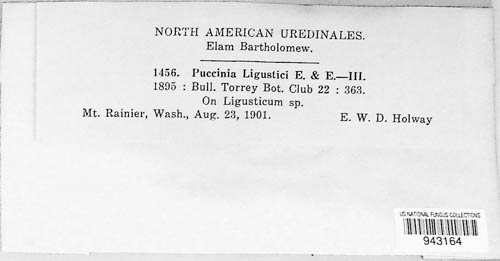 NORTH AMERICAN UREDINALES.
Elam Bartholomew.
1456. Puccinia Ligustici E. & E.—III.
1895 : Bull. Torrey Bot. Club 22 : 363.
On Ligusticum sp.
Mt. Rainier, Wash., Aug. 23, 1901. E. W. D. Holway
US NATIONAL FUNGUS COLLECTIONS
943164